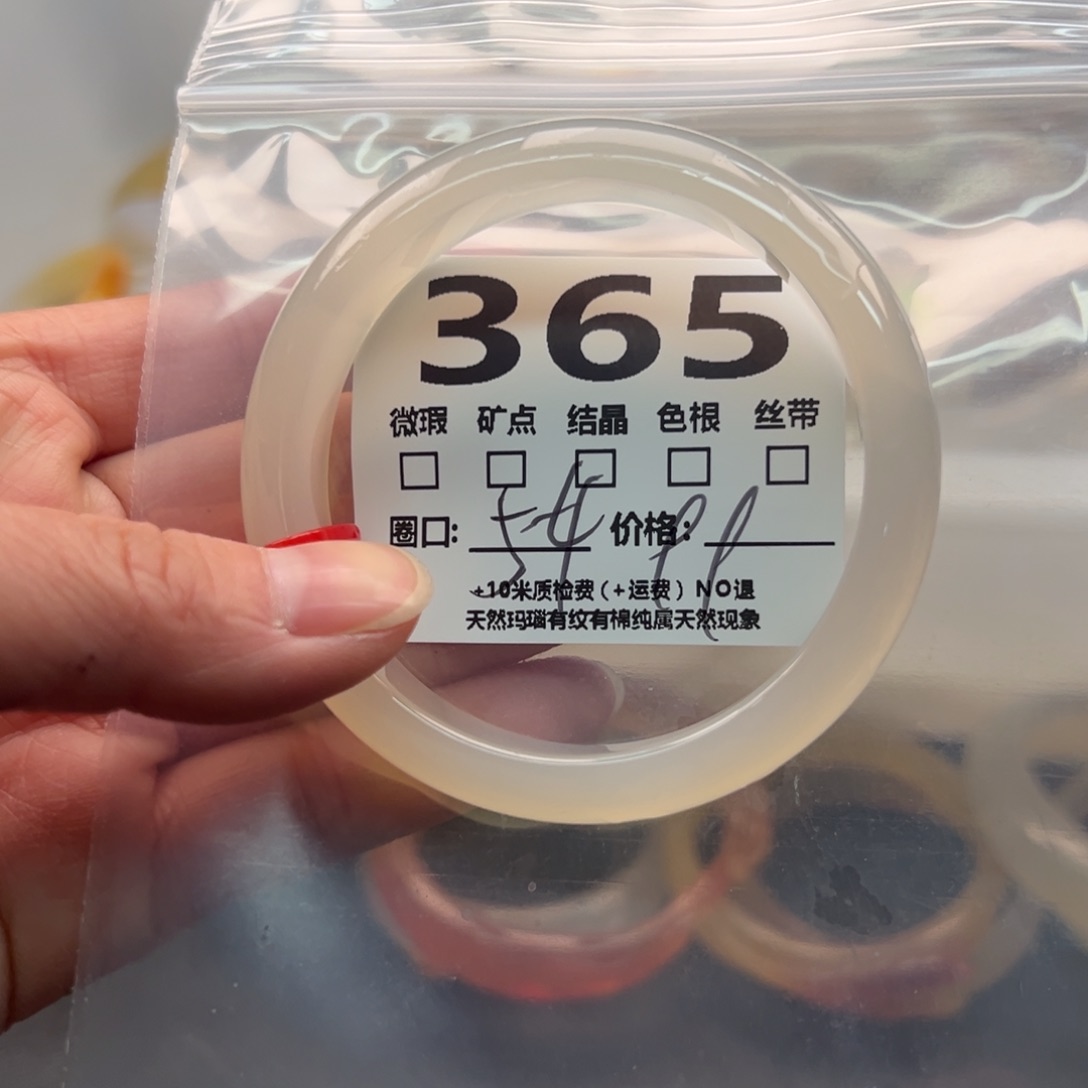 365
微瑕 矿点 结晶 色根 丝带
圈口: 54 价格:
+10米质检费(+运费) NO退
天然玛瑙有纹有棉纯属天然现象